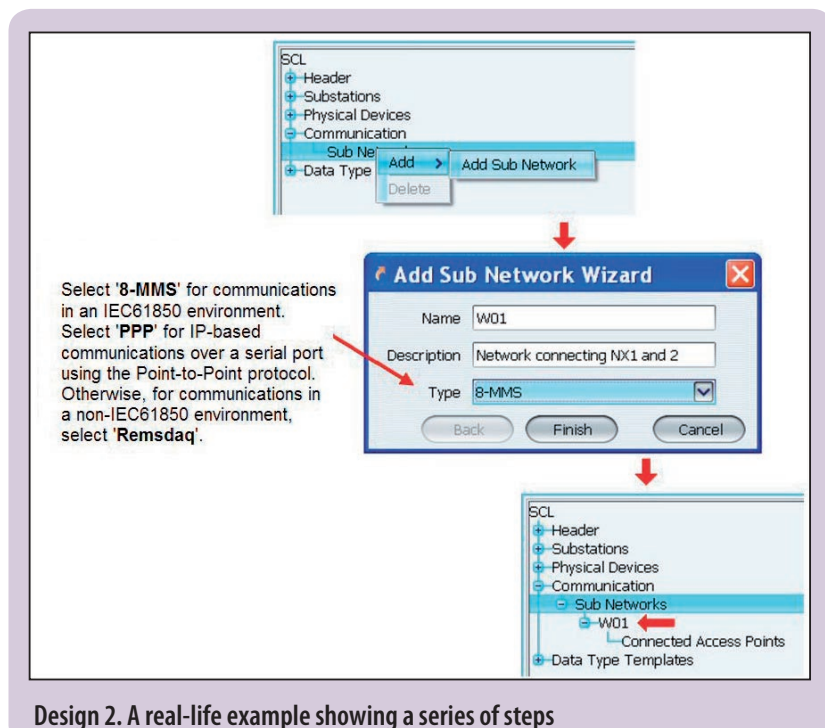 SCL
Header
Substations
Physical Devices
Communication
Sub Ne
Add > Add Sub Network
Data Type
Delete
Add Sub Network Wizard
Select '8-MMS' for communications
in an IEC61850 environment.
Select 'PPP' for IP-based
communications over a serial port
using the Point-to-Point protocol.
Otherwise, for communications in
a non-IEC61850 environment,
select 'Remsdaq'.
Name W01
Description Network connecting NX1 and 2
Type 8-MMS
Back Finish Cancel
SCL
Header
Substations
Physical Devices
Communication
Sub Networks
W01
Connected Access Points
Data Type Templates
Design 2. A real-life example showing a series of steps